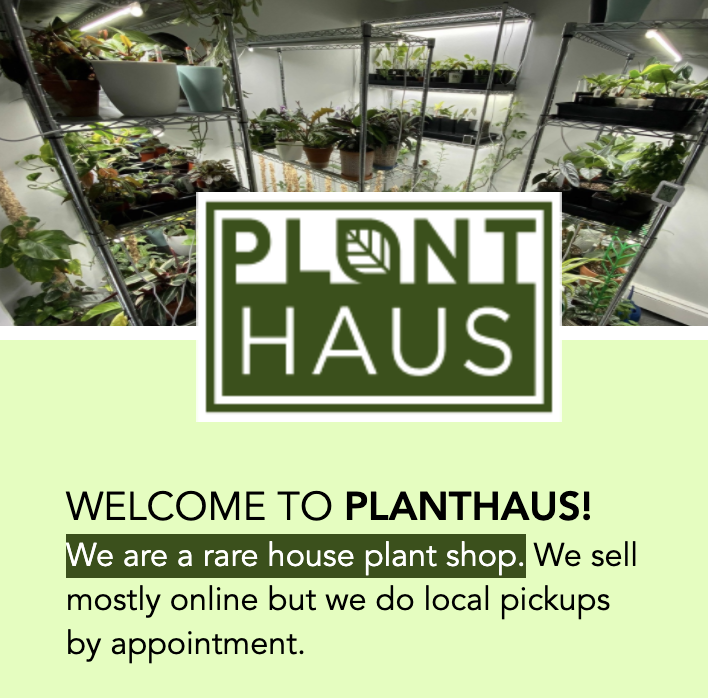 PLANT
HAUS
WELCOME TO PLANTHAUS!
We are a rare house plant shop. We sell
mostly online but we do local pickups
by appointment.